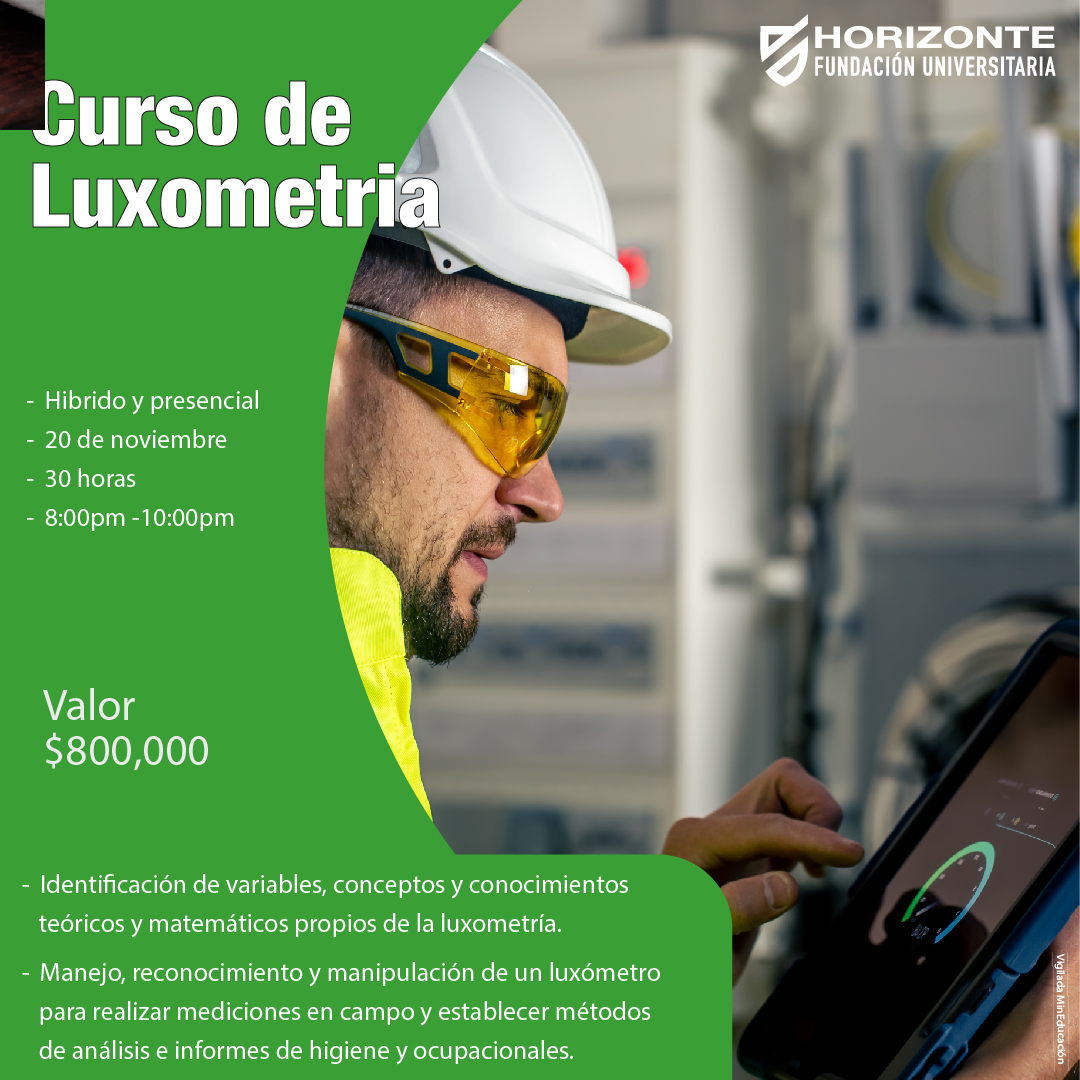 HORIZONTE
FUNDACIÓN UNIVERSITARIA
Curso de
Luxometria
- Hibrido y presencial
- 20 de noviembre
- 30 horas
- 8:00pm -10:00pm
Valor
$800,000
- Identificación de variables, conceptos y conocimientos
teóricos y matemáticos propios de la luxometría.
- Manejo, reconocimiento y manipulación de un luxómetro
para realizar mediciones en campo y establecer métodos
de análisis e informes de higiene y ocupacionales.
Vigilada MinEducación